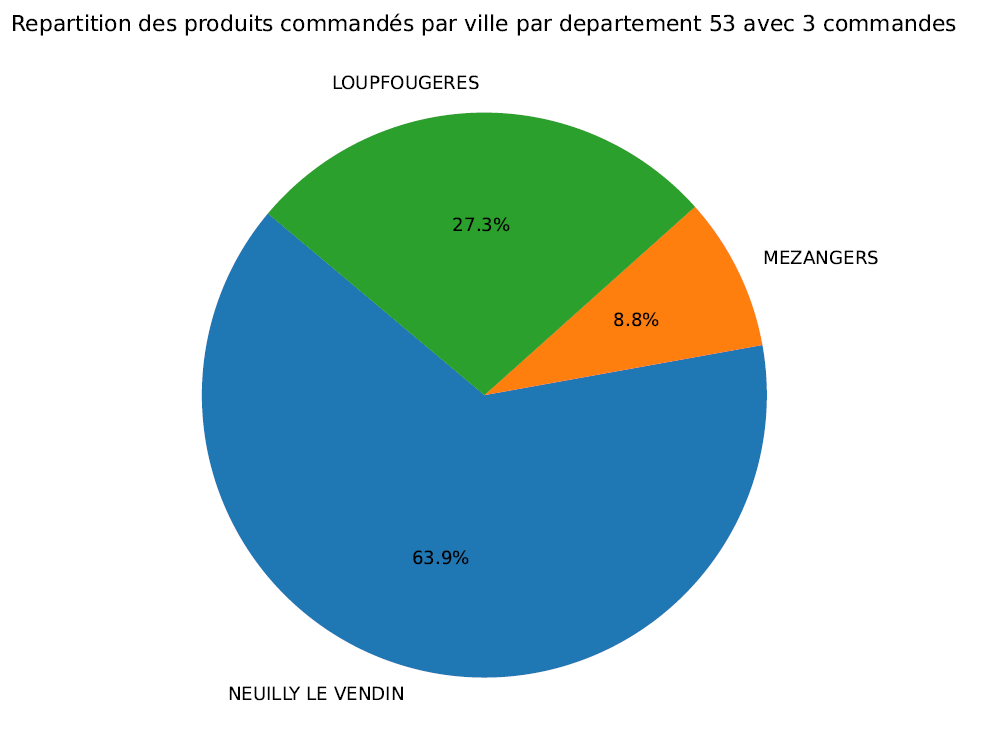 Repartition des produits commandés par ville par departement 53 avec 3 commandes
LOUPFOUGERES
27.3%
MEZANGERS
8.8%
63.9%
NEUILLY LE VENDIN